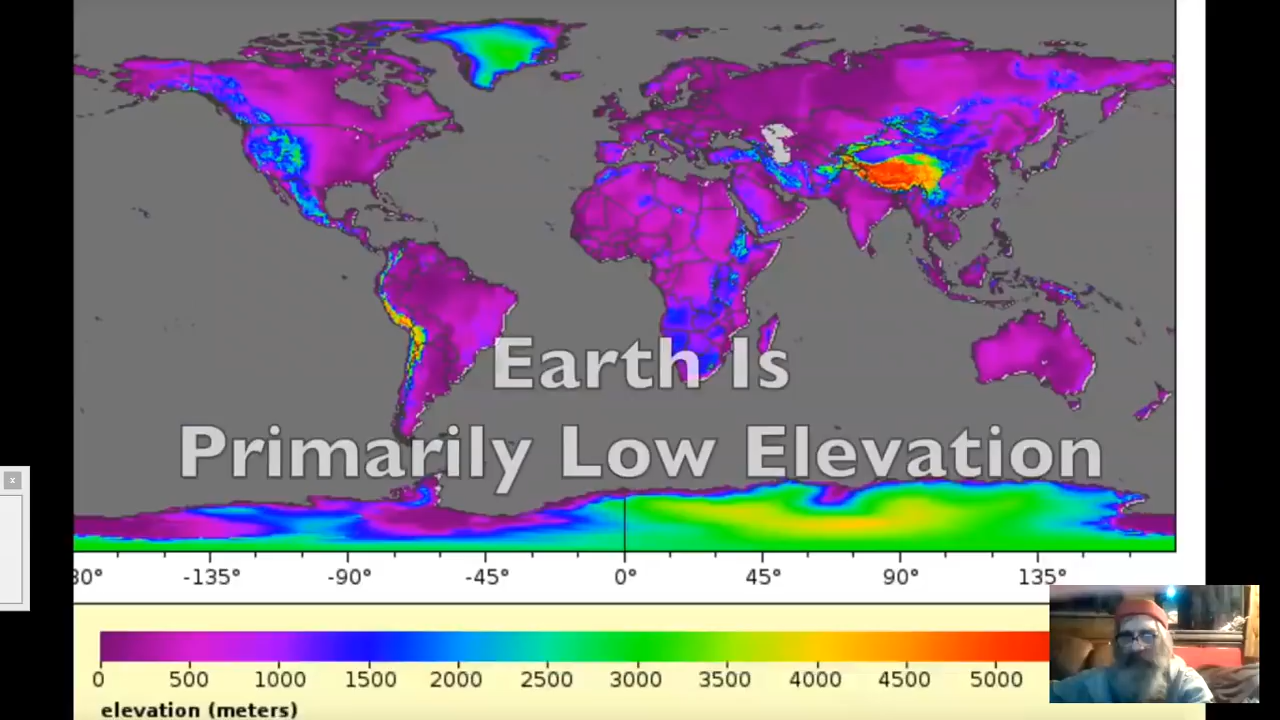 Earth Is
Primarily Low Elevation
30° -135° -90° -45° 0° 45° 90° 135°
0 500 1000 1500 2000 2500 3000 3500 4000 4500 5000
elevation (meters)
x